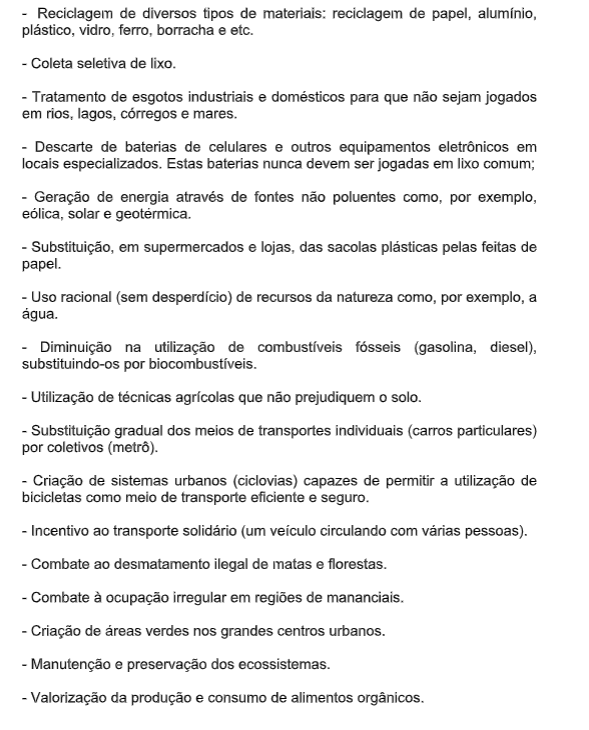 - Reciclagem de diversos tipos de materiais: reciclagem de papel, alumínio,
plástico, vidro, ferro, borracha e etc.
- Coleta seletiva de lixo.
- Tratamento de esgotos industriais e domésticos para que não sejam jogados
em rios, lagos, córregos e mares.
- Descarte de baterias de celulares e outros equipamentos eletrônicos em
locais especializados. Estas baterias nunca devem ser jogadas em lixo comum;
- Geração de energia através de fontes não poluentes como, por exemplo,
eólica, solar e geotérmica.
- Substituição, em supermercados e lojas, das sacolas plásticas pelas feitas de
papel.
- Uso racional (sem desperdício) de recursos da natureza como, por exemplo, a
água.
- Diminuição na utilização de combustíveis fósseis (gasolina, diesel),
substituindo-os por biocombustíveis.
- Utilização de técnicas agrícolas que não prejudiquem o solo.
- Substituição gradual dos meios de transportes individuais (carros particulares)
por coletivos (metrô).
- Criação de sistemas urbanos (ciclovias) capazes de permitir a utilização de
bicicletas como meio de transporte eficiente e seguro.
- Incentivo ao transporte solidário (um veículo circulando com várias pessoas).
- Combate ao desmatamento ilegal de matas e florestas.
- Combate à ocupação irregular em regiões de mananciais.
- Criação de áreas verdes nos grandes centros urbanos.
- Manutenção e preservação dos ecossistemas.
- Valorização da produção e consumo de alimentos orgânicos.